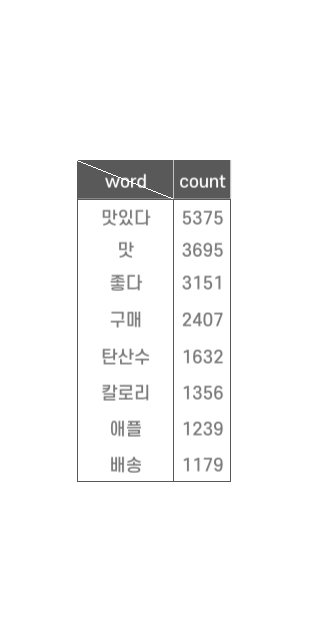 word count
맛있다 5375
맛 3695
좋다 3151
구매 2407
탄산수 1632
칼로리 1356
애플 1239
배송 1179